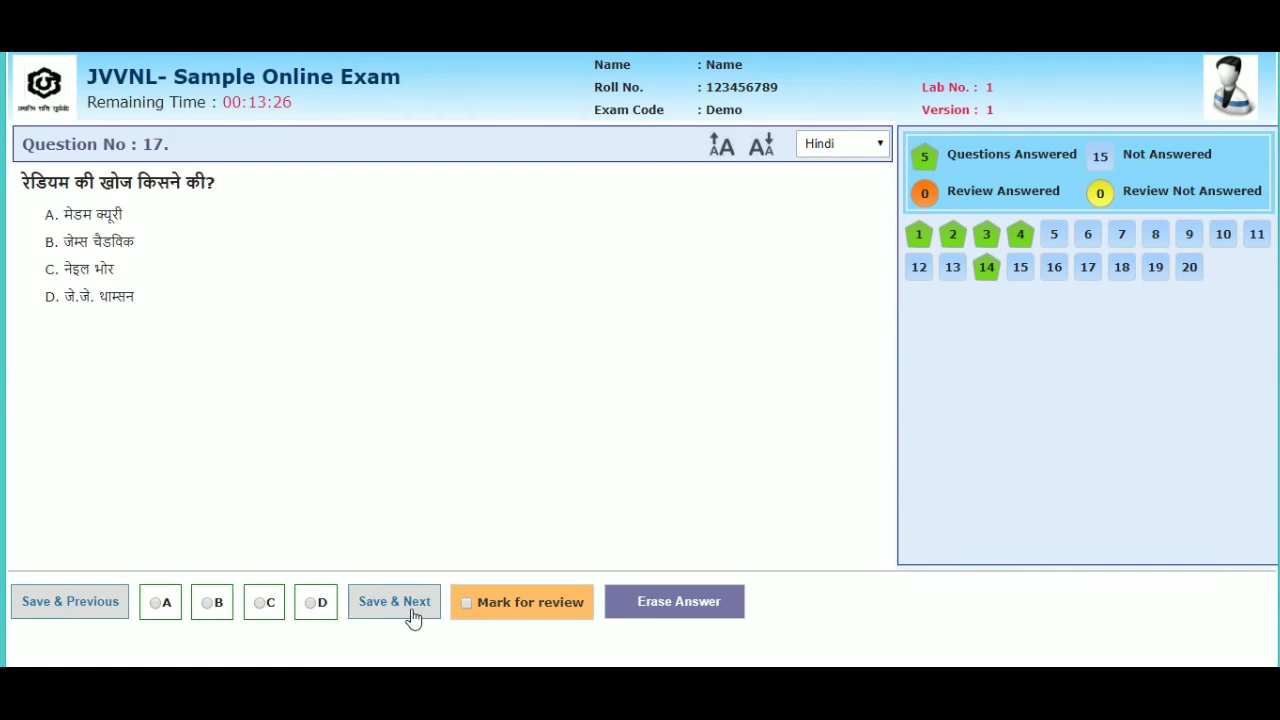 JVVNL- Sample Online Exam
Remaining Time : 00:13:26
Name : Name
Roll No. : 123456789
Exam Code : Demo
Lab No. : 1
Version : 1
Question No : 17.
Hindi
रेडियम की खोज किसने की?
A. मेडम क्यूरी
B. जेम्स चैडविक
C. नेइल भोर
D. जे.जे. थाम्सन
5 Questions Answered 15 Not Answered
0 Review Answered 0 Review Not Answered
1 2 3 4 5 6 7 8 9 10 11
12 13 14 15 16 17 18 19 20
Save & Previous A B C D Save & Next Mark for review Erase Answer